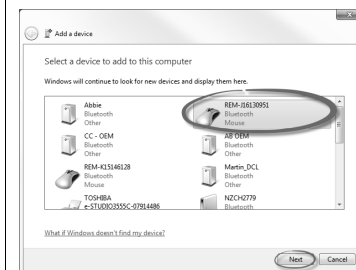 Add a device
Select a device to add to this computer
Windows will continue to look for new devices and display them here.
Abbie
Bluetooth
Other
REM-J16130951
Bluetooth
Mouse
CC - OEM
Bluetooth
Other
AB OEM
Bluetooth
Other
REM-K15146128
Bluetooth
Mouse
Martin_DCL
Bluetooth
Other
TOSHIBA
e-STUDIO3555C-07914486
NZCH2779
Bluetooth
What if Windows doesn't find my device?
Next
Cancel